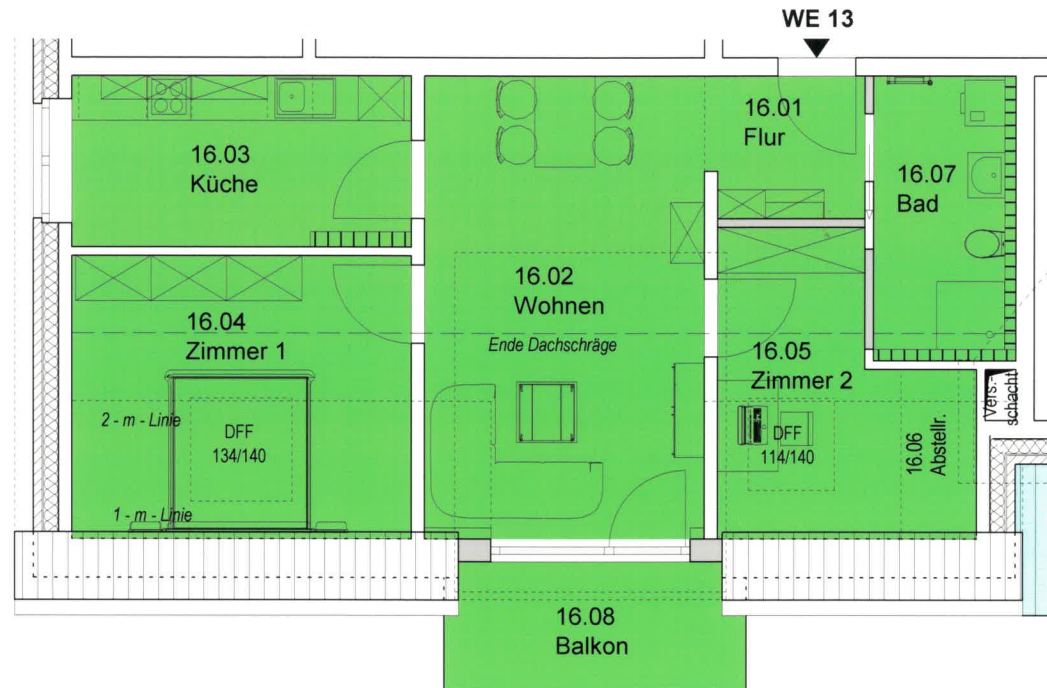 WE 13
16.01
Flur
16.03
Küche
16.07
Bad
16.02
Wohnen
16.04
Zimmer 1
Ende Dachschräge
16.05
Zimmer 2
Vers.-
schacht
2 - m - Linie
DFF
134/140
DFF
114/140
16.06
Abstellr.
1 - m - Linie
16.08
Balkon